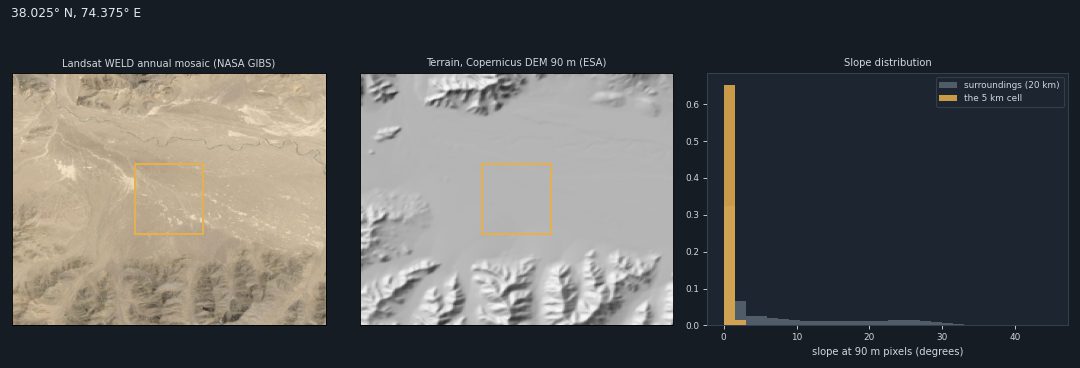 38.025° N, 74.375° E
Landsat WELD annual mosaic (NASA GIBS)
Terrain, Copernicus DEM 90 m (ESA)
Slope distribution
surroundings (20 km)
the 5 km cell
0.6
0.5
0.4
0.3
0.2
0.1
0.0
0 10 20 30 40
slope at 90 m pixels (degrees)